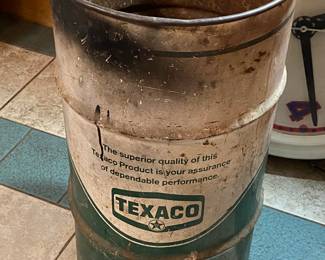 The superior quality of this
Texaco Product is your assurance
of dependable performance.
TEXACO